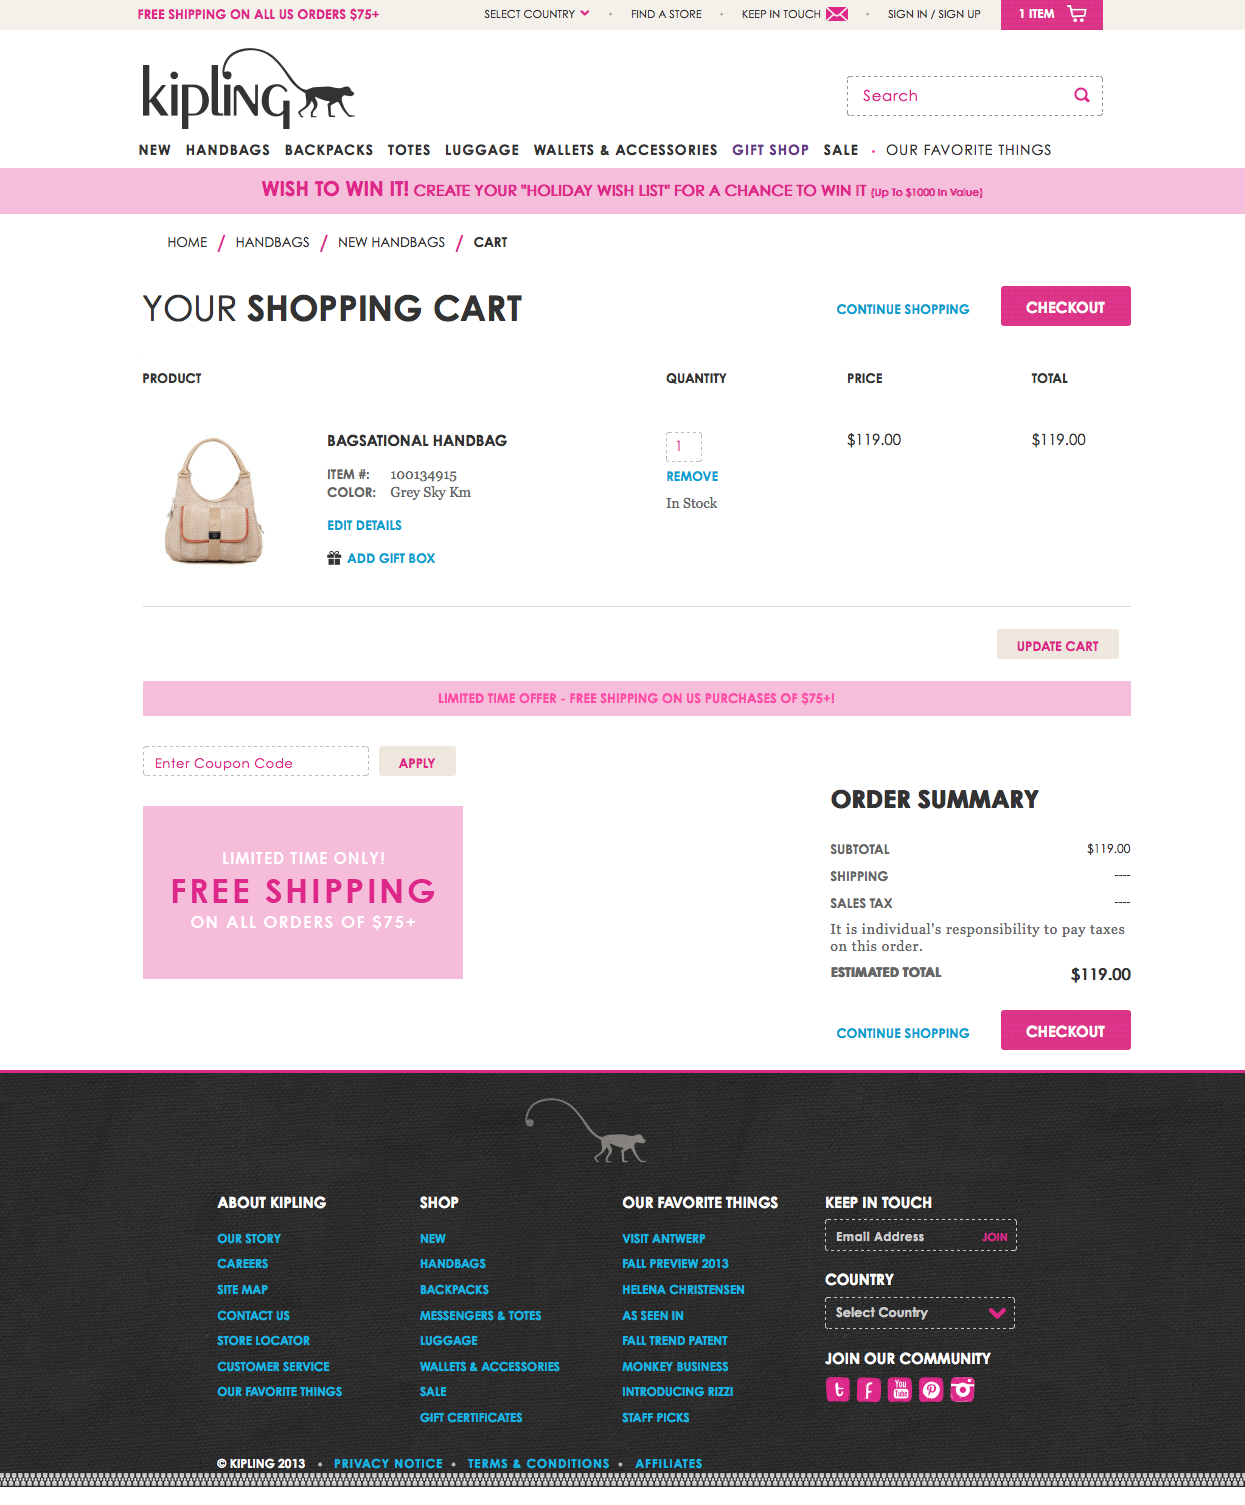 FREE SHIPPING ON ALL US ORDERS $75+
SELECT COUNTRY • FIND A STORE • KEEP IN TOUCH • SIGN IN / SIGN UP
1 ITEM
kipling
Search
NEW HANDBAGS BACKPACKS TOTES LUGGAGE WALLETS & ACCESSORIES GIFT SHOP SALE • OUR FAVORITE THINGS
WISH TO WIN IT! CREATE YOUR "HOLIDAY WISH LIST" FOR A CHANCE TO WIN IT (Up To $1000 In Value)
HOME / HANDBAGS / NEW HANDBAGS / CART
YOUR SHOPPING CART
CONTINUE SHOPPING
CHECKOUT
PRODUCT QUANTITY PRICE TOTAL
BAGSATIONAL HANDBAG
ITEM #: 100134915
COLOR: Grey Sky Km
EDIT DETAILS
ADD GIFT BOX
1
REMOVE
In Stock
$119.00
$119.00
UPDATE CART
LIMITED TIME OFFER - FREE SHIPPING ON US PURCHASES OF $75+!
Enter Coupon Code
APPLY
LIMITED TIME ONLY!
FREE SHIPPING
ON ALL ORDERS OF $75+
ORDER SUMMARY
SUBTOTAL $119.00
SHIPPING ----
SALES TAX ----
It is individual's responsibility to pay taxes
on this order.
ESTIMATED TOTAL $119.00
CONTINUE SHOPPING
CHECKOUT
ABOUT KIPLING
OUR STORY
CAREERS
SITE MAP
CONTACT US
STORE LOCATOR
CUSTOMER SERVICE
OUR FAVORITE THINGS
SHOP
NEW
HANDBAGS
BACKPACKS
MESSENGERS & TOTES
LUGGAGE
WALLETS & ACCESSORIES
SALE
GIFT CERTIFICATES
OUR FAVORITE THINGS
VISIT ANTWERP
FALL PREVIEW 2013
HELENA CHRISTENSEN
AS SEEN IN
FALL TREND PATENT
MONKEY BUSINESS
INTRODUCING RIZZI
STAFF PICKS
KEEP IN TOUCH
Email Address JOIN
COUNTRY
Select Country
JOIN OUR COMMUNITY
t f You Tube P
© KIPLING 2013 • PRIVACY NOTICE • TERMS & CONDITIONS • AFFILIATES